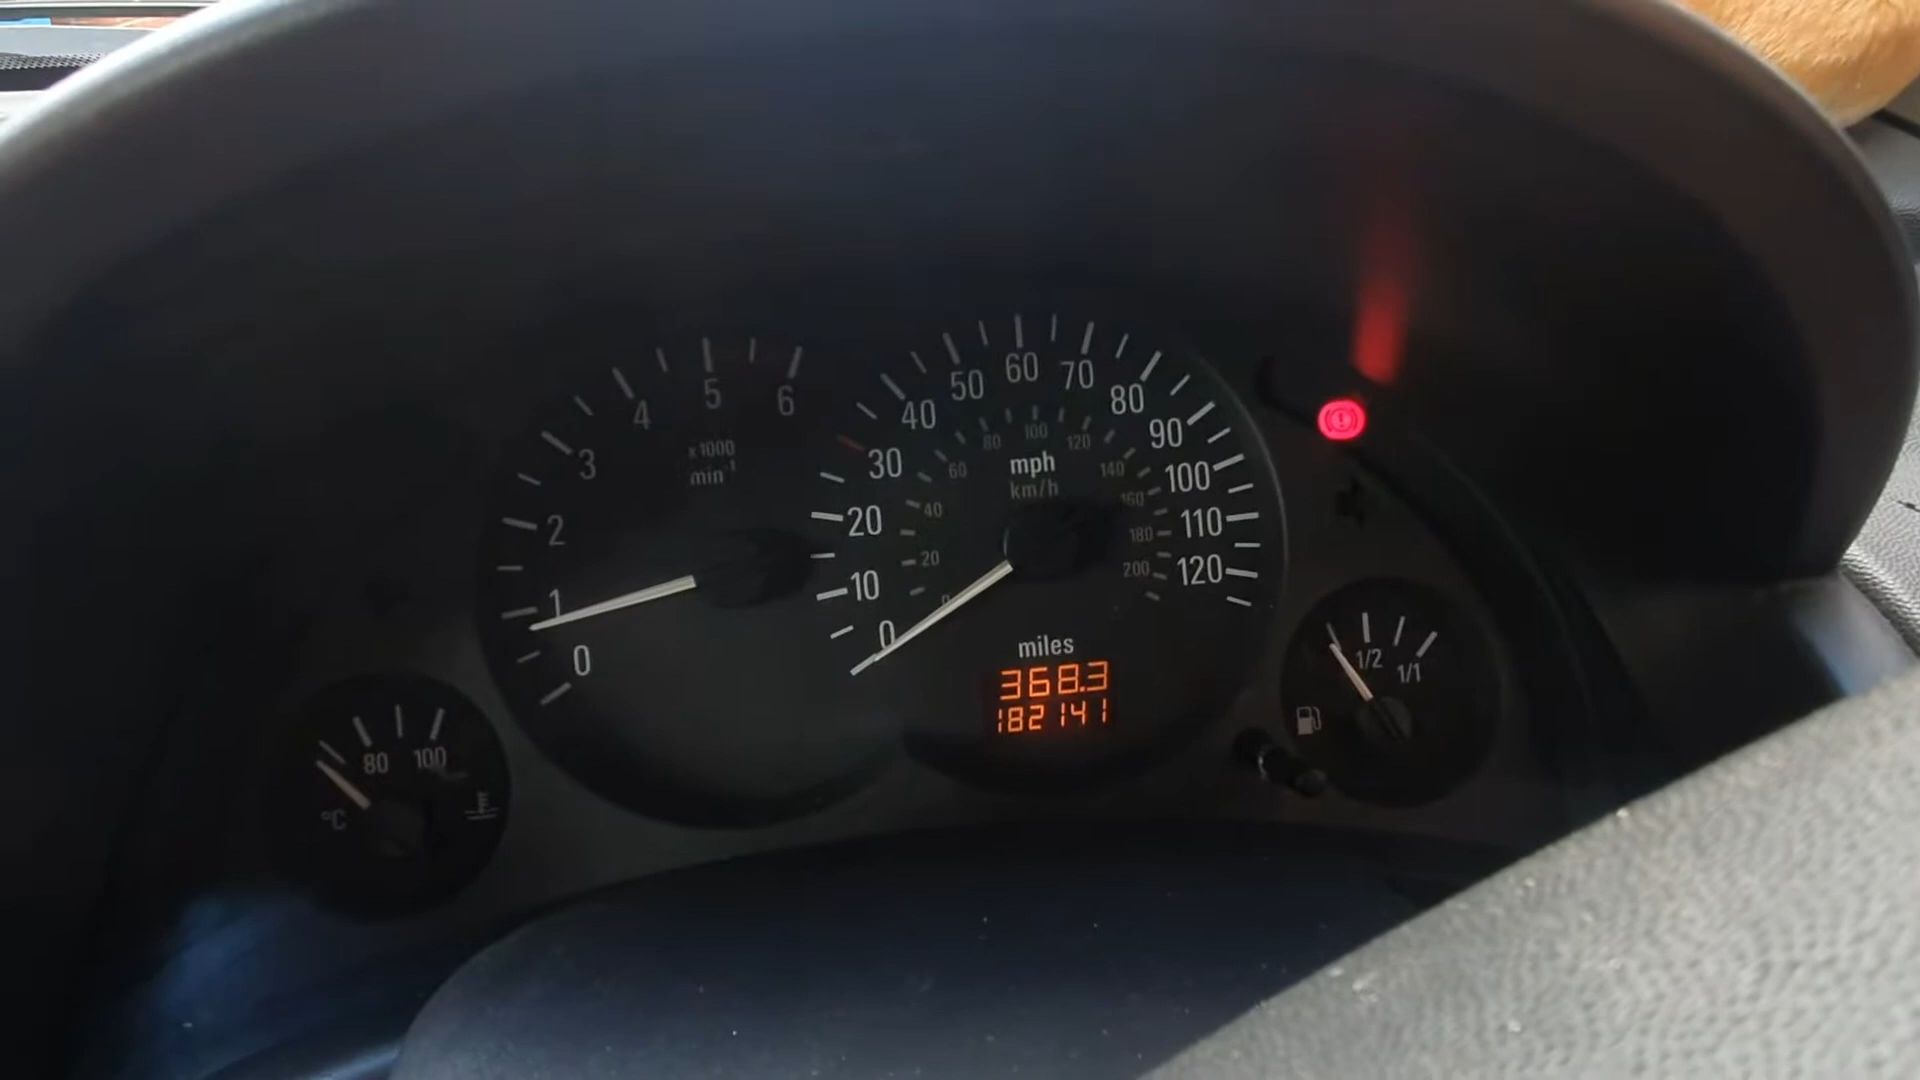 0 1 2 3 4 5 6
x1000
min⁻¹
0 10 20 30 40 50 60 70 80 90 100 110 120
0 20 40 60 80 100 120 140 160 180 200
mph
km/h
miles
368.3
182141
°C 80 100
1/2 1/1